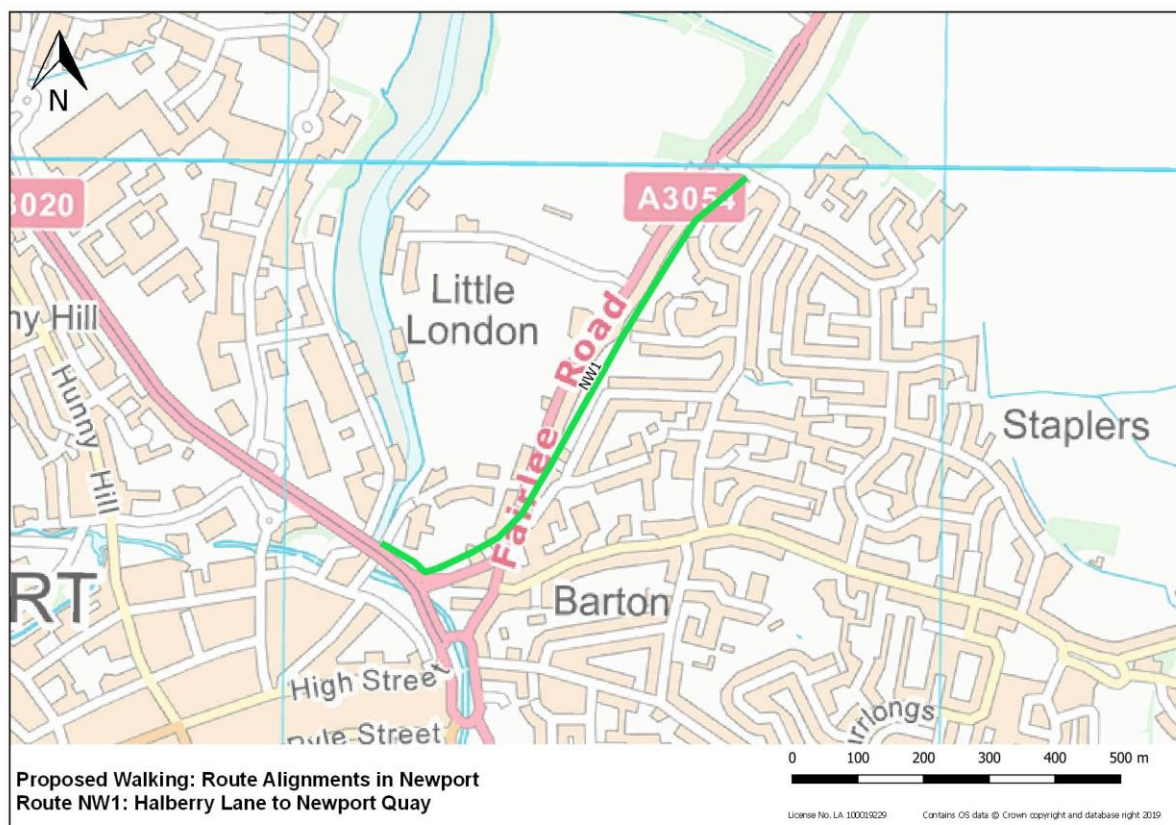 N
A3054
3020
Little
London
ny Hill
Hunny Hill
Fairlee Road
NW1
Staplers
RT
Barton
High Street
Pyle Street
arrlongs
Proposed Walking: Route Alignments in Newport
Route NW1: Halberry Lane to Newport Quay
0 100 200 300 400 500 m
License No. LA 100019229 Contains OS data © Crown copyright and database right 2019